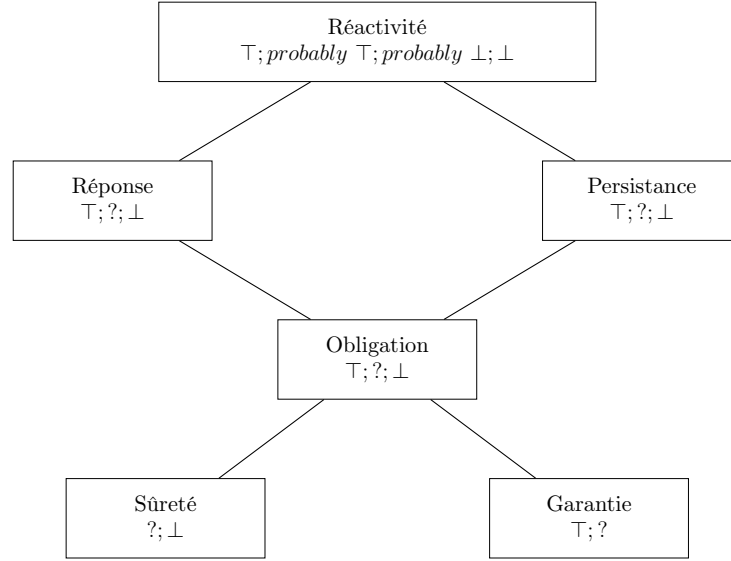 Réactivité
⊤; probably ⊤; probably ⊥; ⊥
Réponse
⊤; ?; ⊥
Persistance
⊤; ?; ⊥
Obligation
⊤; ?; ⊥
Sûreté
?; ⊥
Garantie
⊤; ?